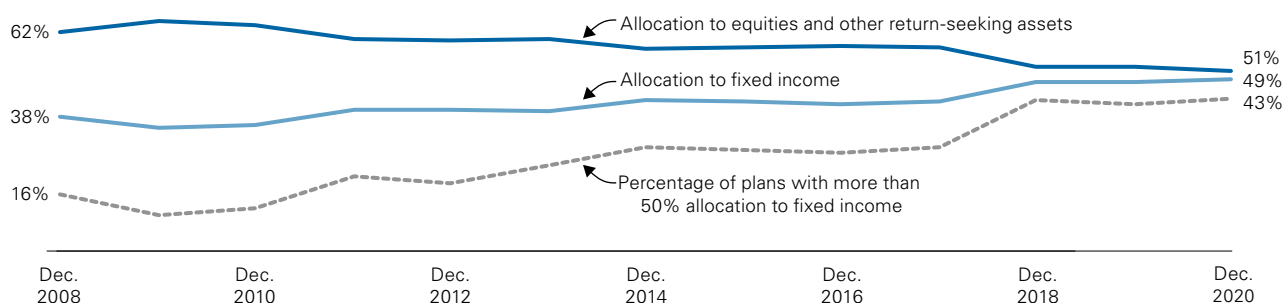 62%
Allocation to equities and other return-seeking assets
51%
Allocation to fixed income
49%
38%
43%
16%
Percentage of plans with more than
50% allocation to fixed income
Dec. Dec. Dec. Dec. Dec. Dec. Dec.
2008 2010 2012 2014 2016 2018 2020